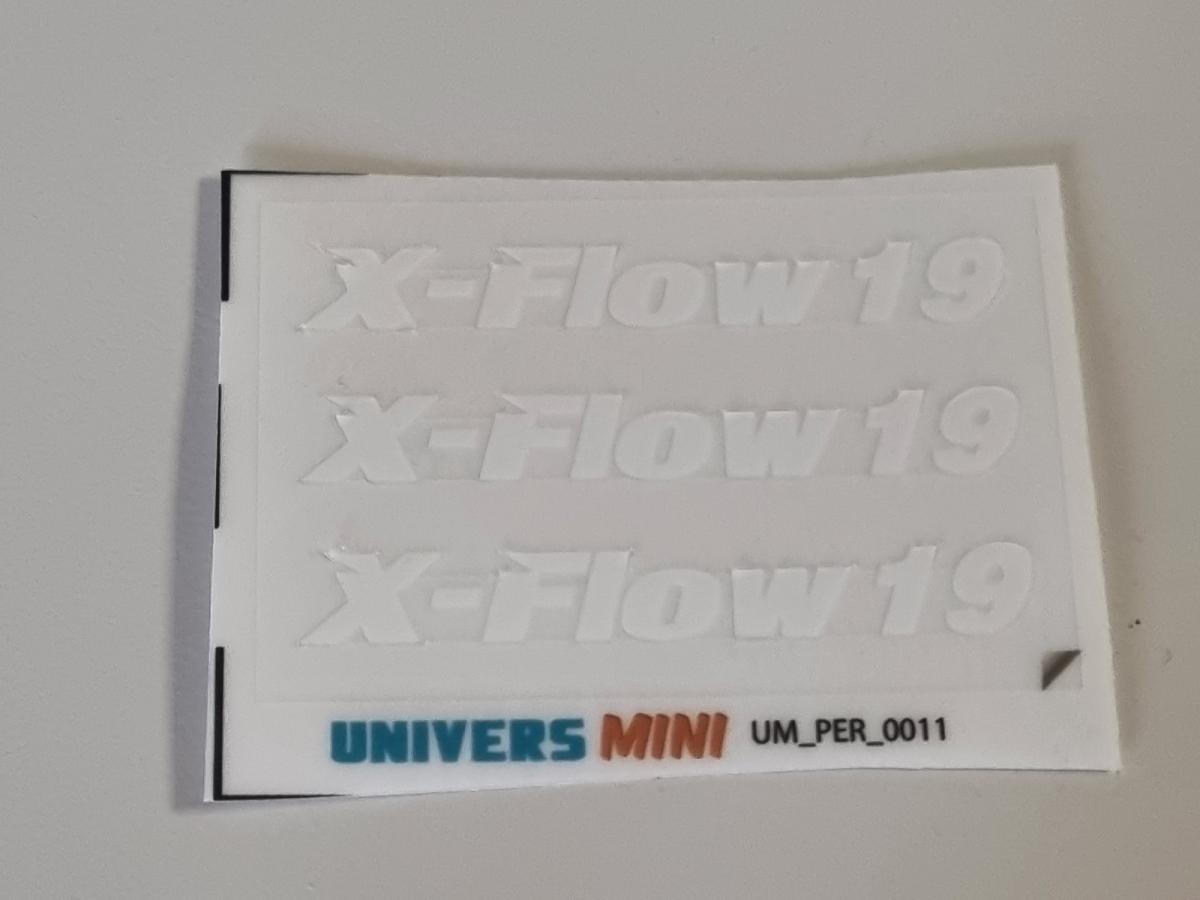 X-Flow 19
X-Flow 19
X-Flow 19
UNIVERS MINI UM_PER_0011